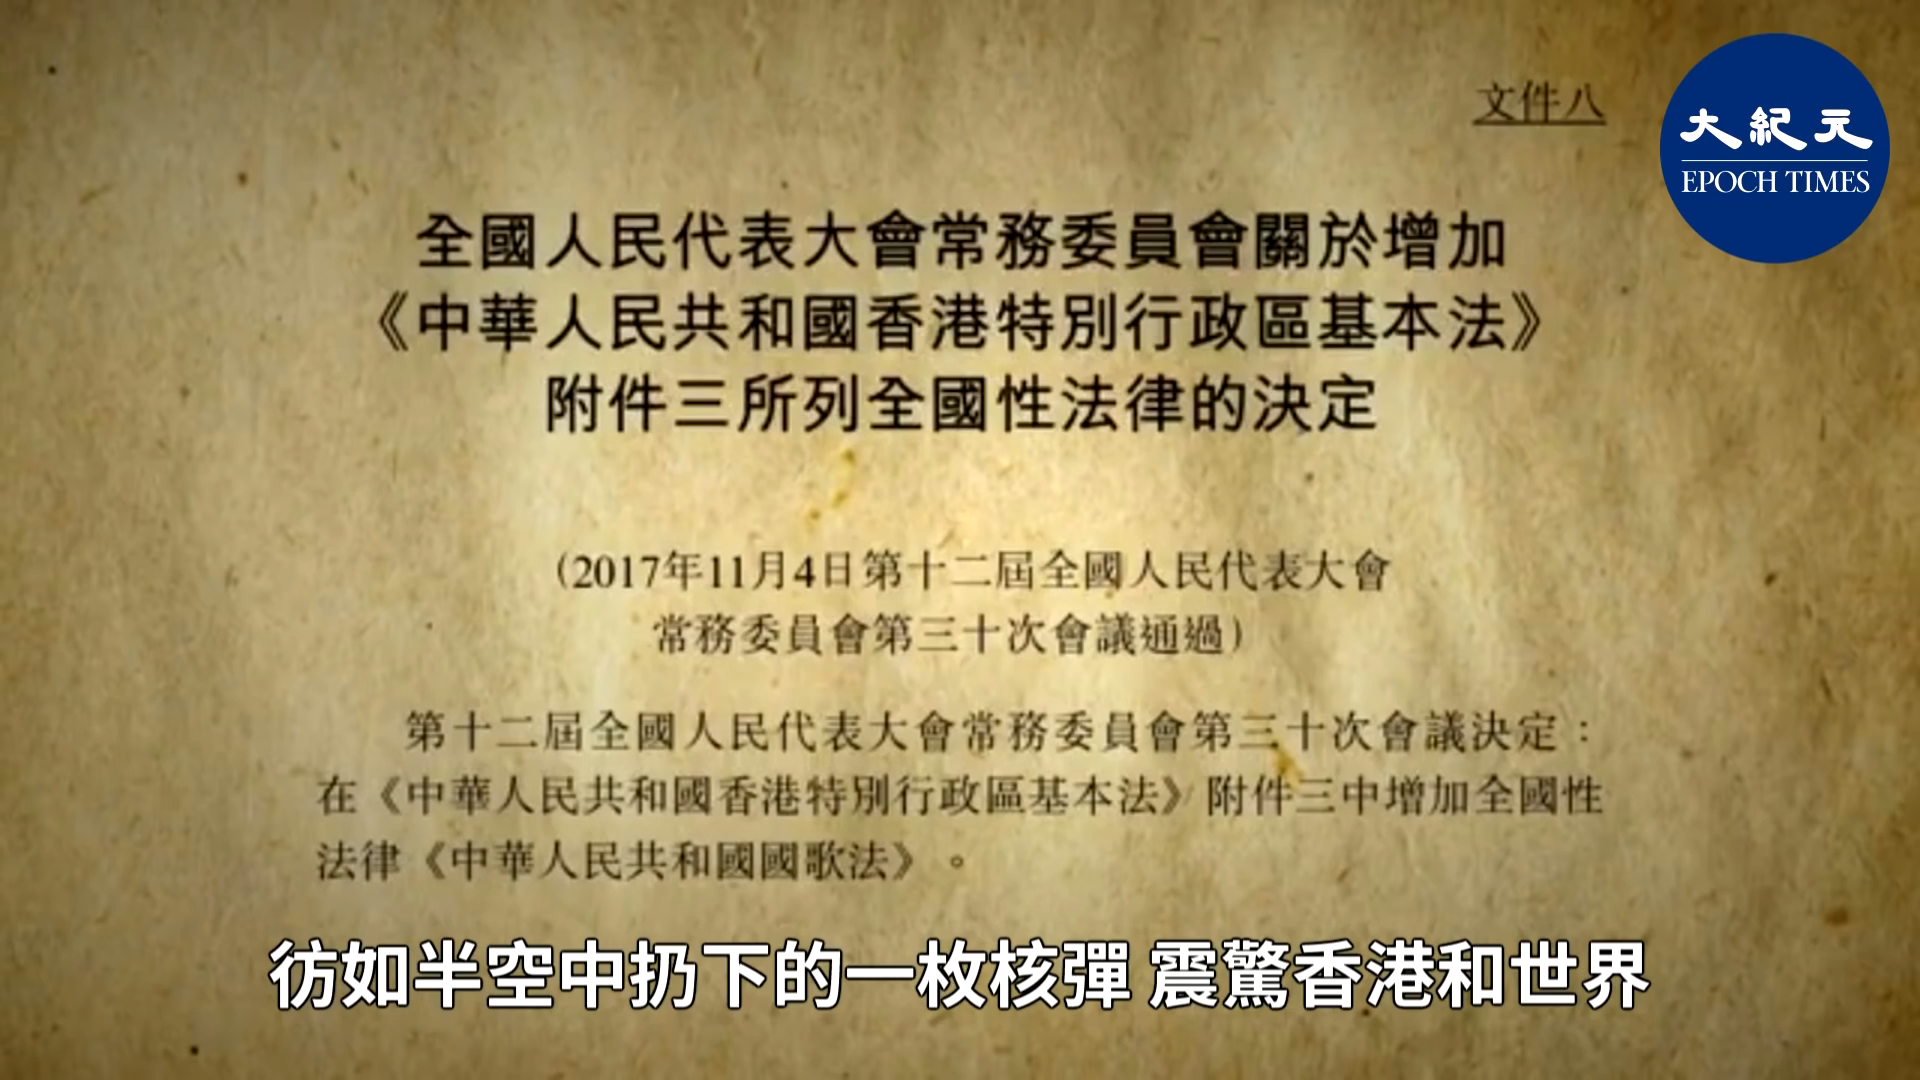 文件八
大紀元
EPOCH TIMES
全國人民代表大會常務委員會關於增加
《中華人民共和國香港特別行政區基本法》
附件三所列全國性法律的決定
（2017年11月4日第十二屆全國人民代表大會
常務委員會第三十次會議通過）
第十二屆全國人民代表大會常務委員會第三十次會議決定：
在《中華人民共和國香港特別行政區基本法》附件三中增加全國性
法律《中華人民共和國國歌法》。
彷如半空中扔下的一枚核彈 震驚香港和世界